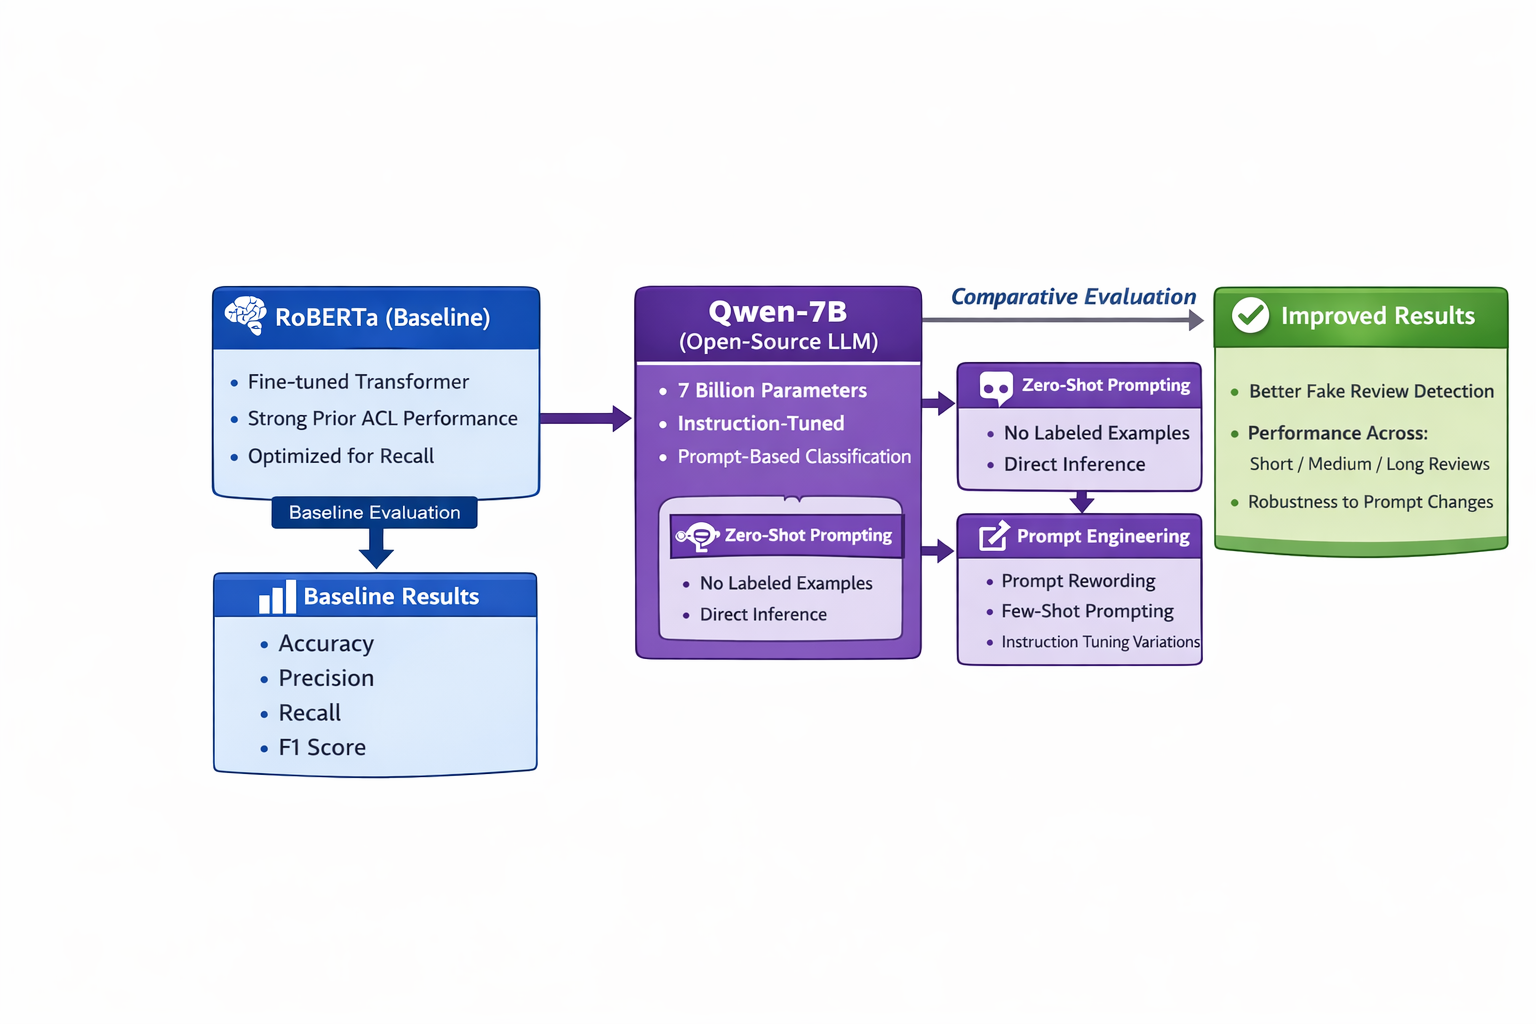 RoBERTa (Baseline)
• Fine-tuned Transformer
• Strong Prior ACL Performance
• Optimized for Recall
Baseline Evaluation
Baseline Results
• Accuracy
• Precision
• Recall
• F1 Score
Qwen-7B
(Open-Source LLM)
• 7 Billion Parameters
• Instruction-Tuned
• Prompt-Based Classification
Zero-Shot Prompting
• No Labeled Examples
• Direct Inference
Comparative Evaluation
Zero-Shot Prompting
• No Labeled Examples
• Direct Inference
Prompt Engineering
• Prompt Rewording
• Few-Shot Prompting
• Instruction Tuning Variations
Improved Results
• Better Fake Review Detection
• Performance Across:
Short / Medium / Long Reviews
• Robustness to Prompt Changes